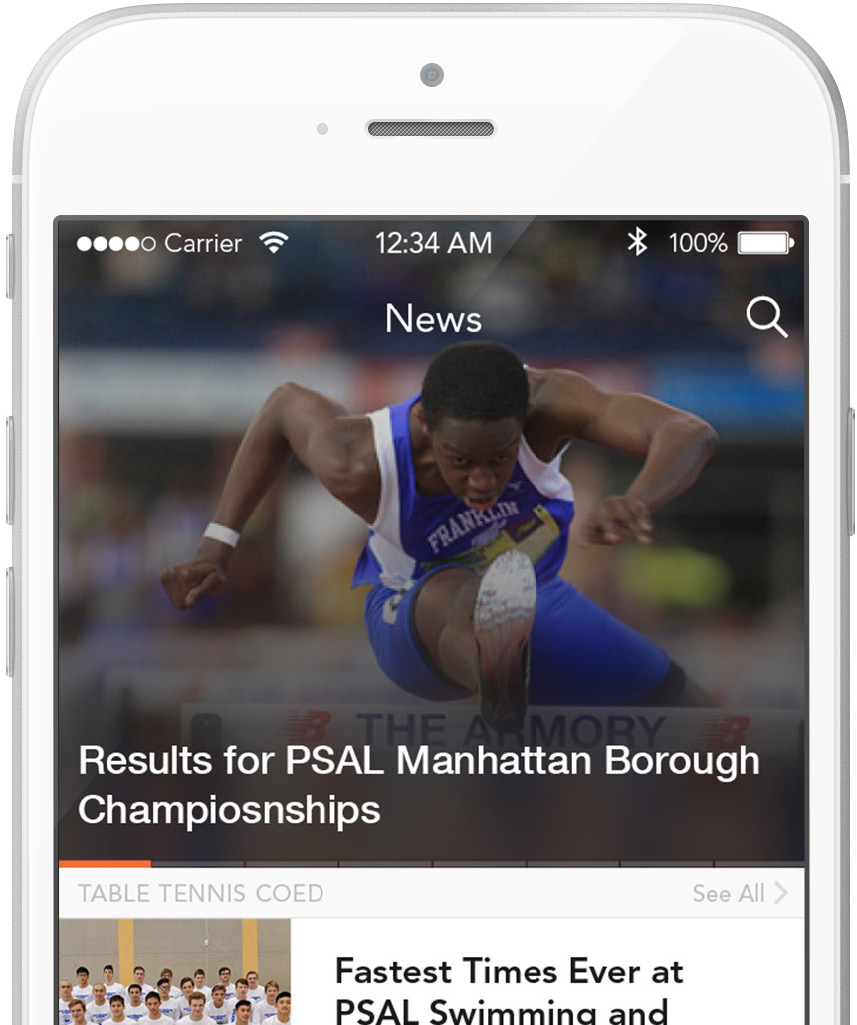 Carrier 12:34 AM 100%
News
FRANKLIN
THE ARMORY
Results for PSAL Manhattan Borough
Champiosnships
TABLE TENNIS COED See All
Fastest Times Ever at
PSAL Swimming and